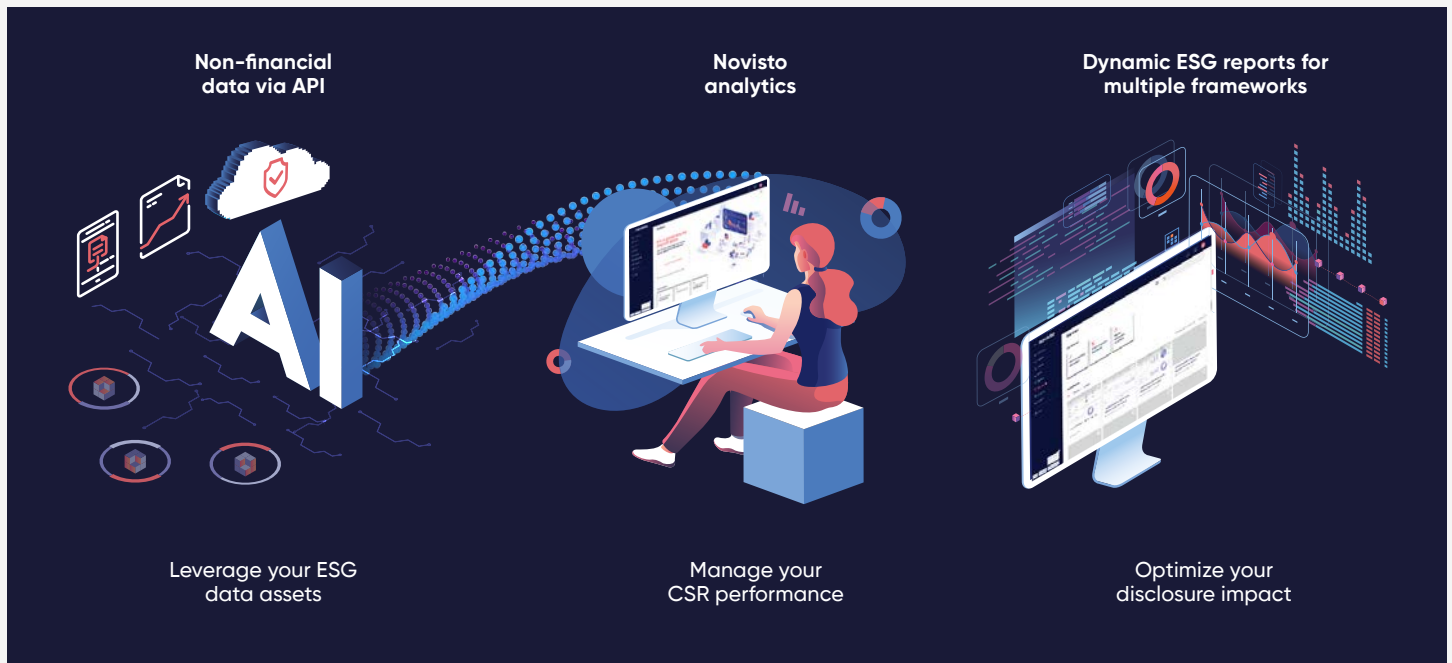 Non-financial
data via API
Novisto
analytics
Dynamic ESG reports for
multiple frameworks
AI
Leverage your ESG
data assets
Manage your
CSR performance
Optimize your
disclosure impact